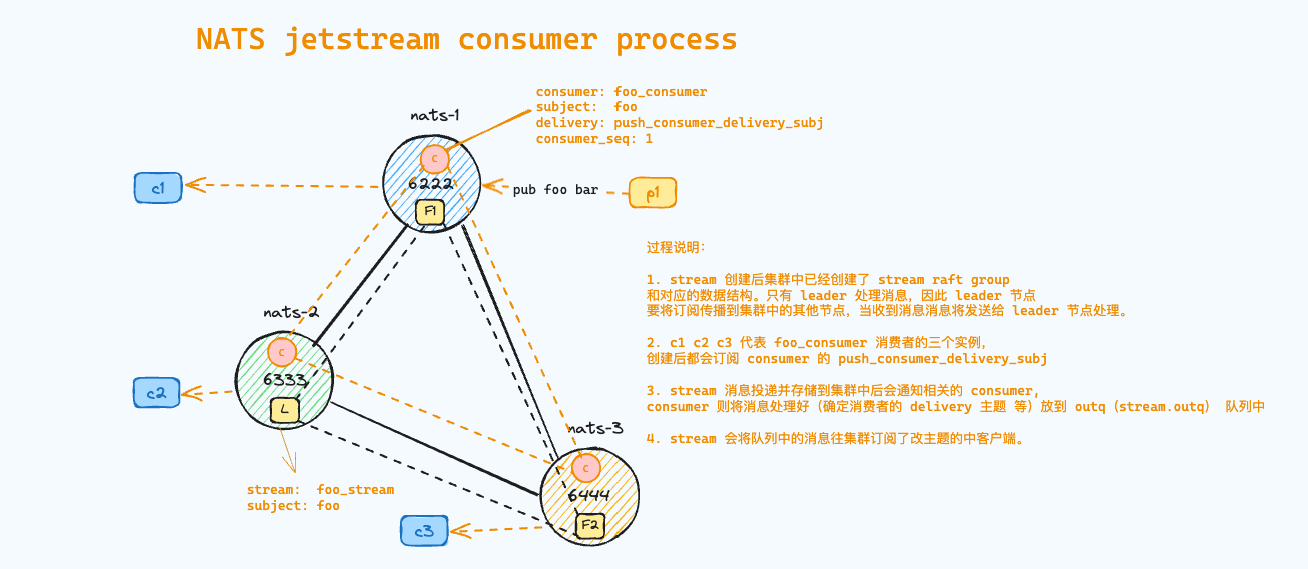 NATS jetstream consumer process
consumer: foo_consumer
subject:  foo
delivery: push_consumer_delivery_subj
consumer_seq: 1
nats-1
C
6222
F1
c1
pub foo bar
p1
过程说明：
1. stream 创建后集群中已经创建了 stream raft group
和对应的数据结构。只有 leader 处理消息，因此 leader 节点
要将订阅传播到集群中的其他节点，当收到消息消息将发送给 leader 节点处理。
2. c1 c2 c3 代表 foo_consumer 消费者的三个实例，
创建后都会订阅 consumer 的 push_consumer_delivery_subj
3. stream 消息投递并存储到集群中后会通知相关的 consumer，
consumer 则将消息处理好（确定消费者的 delivery 主题 等）放到 outq（stream.outq） 队列中
4. stream 会将队列中的消息往集群订阅了改主题的中客户端。
nats-2
C
6333
L
c2
stream:  foo_stream
subject: foo
nats-3
C
6444
F2
c3